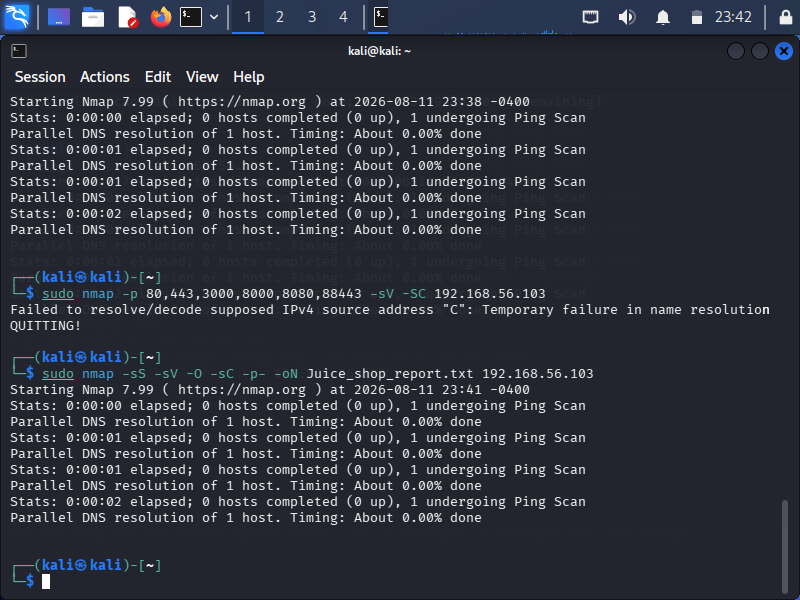 1 2 3 4 23:42
kali@kali: ~
Session Actions Edit View Help
Starting Nmap 7.99 ( https://nmap.org ) at 2026-08-11 23:38 -0400
Stats: 0:00:00 elapsed; 0 hosts completed (0 up), 1 undergoing Ping Scan
Parallel DNS resolution of 1 host. Timing: About 0.00% done
Stats: 0:00:01 elapsed; 0 hosts completed (0 up), 1 undergoing Ping Scan
Parallel DNS resolution of 1 host. Timing: About 0.00% done
Stats: 0:00:01 elapsed; 0 hosts completed (0 up), 1 undergoing Ping Scan
Parallel DNS resolution of 1 host. Timing: About 0.00% done
Stats: 0:00:02 elapsed; 0 hosts completed (0 up), 1 undergoing Ping Scan
Parallel DNS resolution of 1 host. Timing: About 0.00% done
┌──(kali㉿kali)-[~]
└─$ sudo nmap -p 80,443,3000,8000,8080,88443 -sV -SC 192.168.56.103
Failed to resolve/decode supposed IPv4 source address "C": Temporary failure in name resolution
QUITTING!
┌──(kali㉿kali)-[~]
└─$ sudo nmap -sS -sV -O -sC -p- -oN Juice_shop_report.txt 192.168.56.103
Starting Nmap 7.99 ( https://nmap.org ) at 2026-08-11 23:41 -0400
Stats: 0:00:00 elapsed; 0 hosts completed (0 up), 1 undergoing Ping Scan
Parallel DNS resolution of 1 host. Timing: About 0.00% done
Stats: 0:00:01 elapsed; 0 hosts completed (0 up), 1 undergoing Ping Scan
Parallel DNS resolution of 1 host. Timing: About 0.00% done
Stats: 0:00:01 elapsed; 0 hosts completed (0 up), 1 undergoing Ping Scan
Parallel DNS resolution of 1 host. Timing: About 0.00% done
Stats: 0:00:02 elapsed; 0 hosts completed (0 up), 1 undergoing Ping Scan
Parallel DNS resolution of 1 host. Timing: About 0.00% done
┌──(kali㉿kali)-[~]
└─$